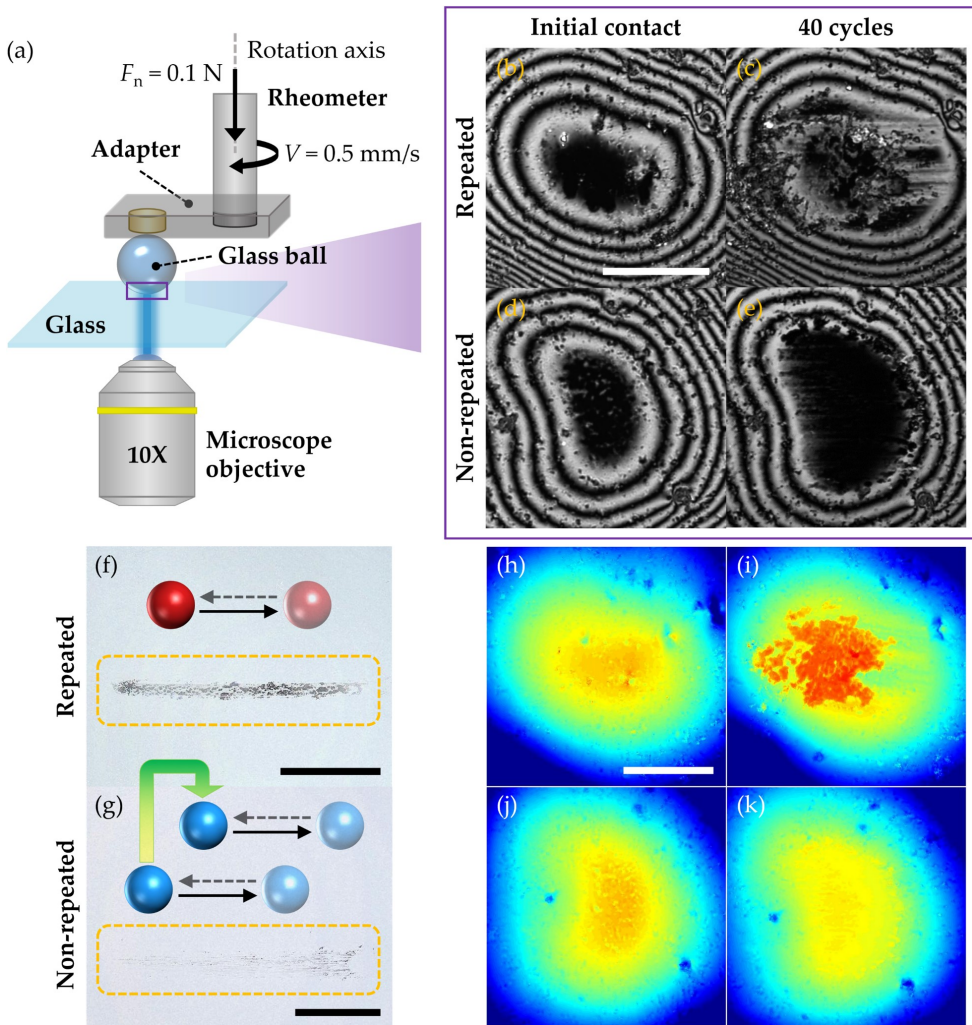 (a)
Rotation axis
Fn = 0.1 N
Rheometer
Adapter
V = 0.5 mm/s
Glass ball
Glass
10X
Microscope
objective
Initial contact
40 cycles
Repeated
(b)
(c)
Non-repeated
(d)
(e)
Repeated
(f)
Non-repeated
(g)
(h)
(i)
(j)
(k)